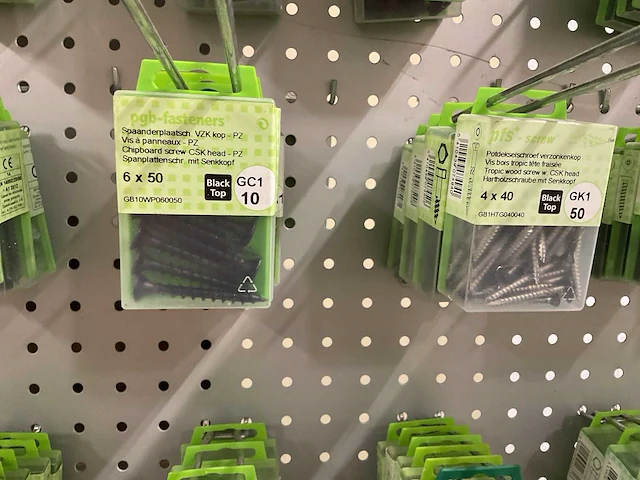 pgb-fasteners
Spaanderplaatsch. VZK kop - PZ
Vis à panneaux - PZ
Chipboard screw CSK head - PZ
Spanplattenschr. mit Senkkopf
6 x 50
Black Top
GC1
10
GB10WP060050
Potdekselschroef verzonkenkop
Vis bois tropic tête fraisée
Tropic wood screw w. CSK head
Hartholzschraube mit Senkkopf
4 x 40
Black Top
GK1
50
GB1HTG040040